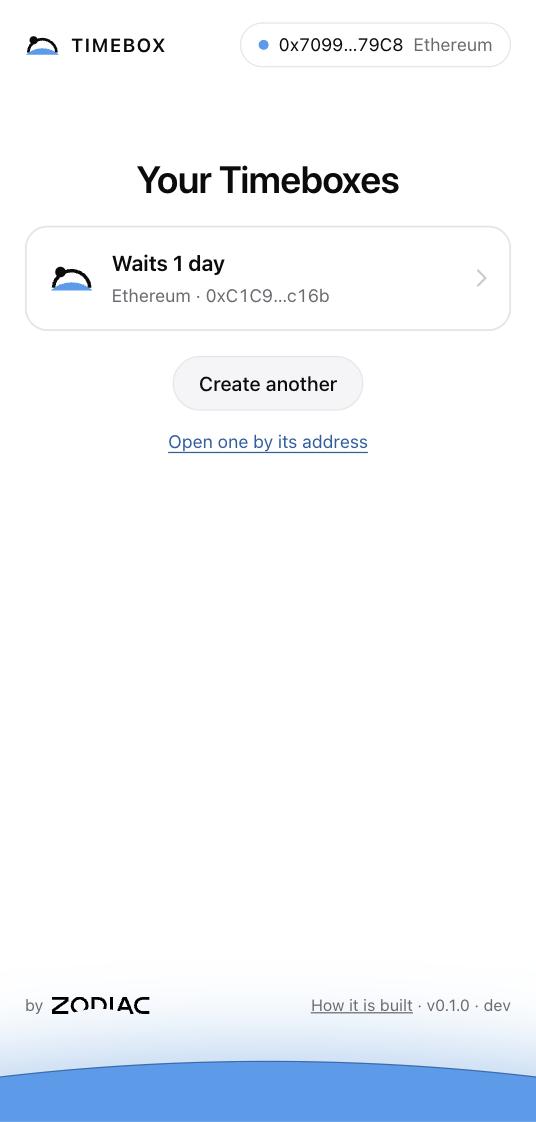 TIMEBOX
0x7099...79C8 Ethereum
Your Timeboxes
Waits 1 day
Ethereum · 0xC1C9...c16b
Create another
Open one by its address
by ZODIAC
How it is built · v0.1.0 · dev